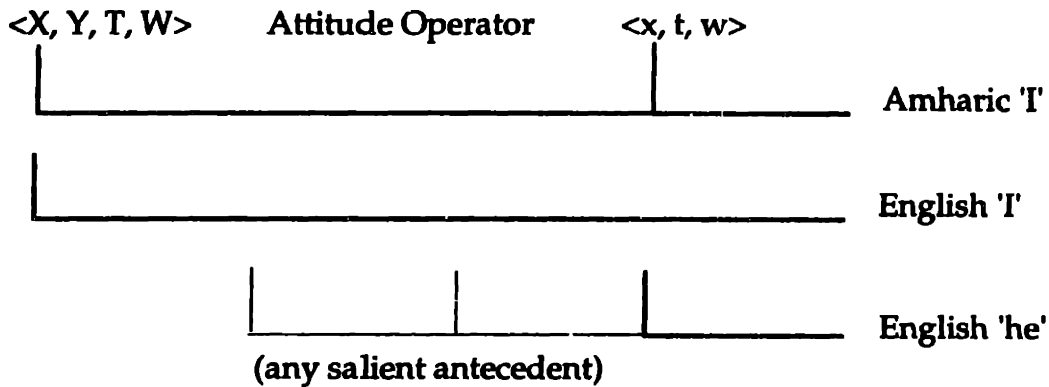 <X, Y, T, W> Attitude Operator <x, t, w>
Amharic 'I'
English 'I'
English 'he'
(any salient antecedent)